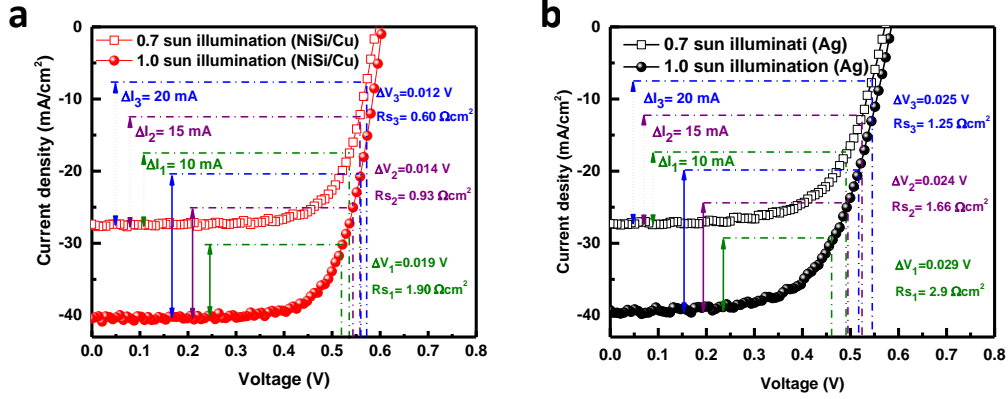 a
0
-10
-20
-30
-40
Current density (mA/cm²)
0.7 sun illumination (NiSi/Cu)
1.0 sun illumination (NiSi/Cu)
ΔI₃= 20 mA
ΔI₂= 15 mA
ΔI₁= 10 mA
ΔV₃=0.012 V
Rs₃= 0.60 Ωcm²
ΔV₂=0.014 V
Rs₂= 0.93 Ωcm²
ΔV₁=0.019 V
Rs₁= 1.90 Ωcm²
0.0 0.1 0.2 0.3 0.4 0.5 0.6 0.7 0.8
Voltage (V)
b
0
-10
-20
-30
-40
Current desity (mA/cm²)
0.7 sun illuminati (Ag)
1.0 sun illumination (Ag)
ΔI₃= 20 mA
ΔI₂= 15 mA
ΔI₁= 10 mA
ΔV₃=0.025 V
Rs₃= 1.25 Ωcm²
ΔV₂=0.024 V
Rs₂= 1.66 Ωcm²
ΔV₁=0.029 V
Rs₁= 2.9 Ωcm²
0.0 0.1 0.2 0.3 0.4 0.5 0.6 0.7 0.8
Voltage (V)